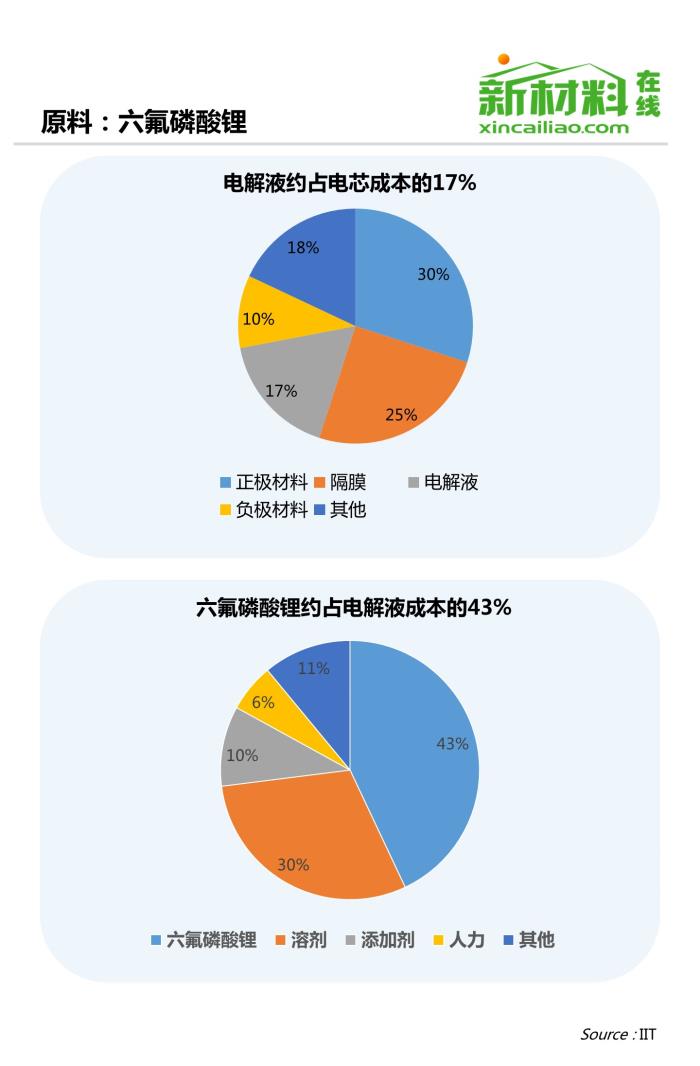 新材料在线
xincailiao.com
原料：六氟磷酸锂
电解液约占电芯成本的17%
18%
30%
10%
17%
25%
正极材料 隔膜 电解液
负极材料 其他
六氟磷酸锂约占电解液成本的43%
11%
6%
43%
10%
30%
六氟磷酸锂 溶剂 添加剂 人力 其他
Source : IIT